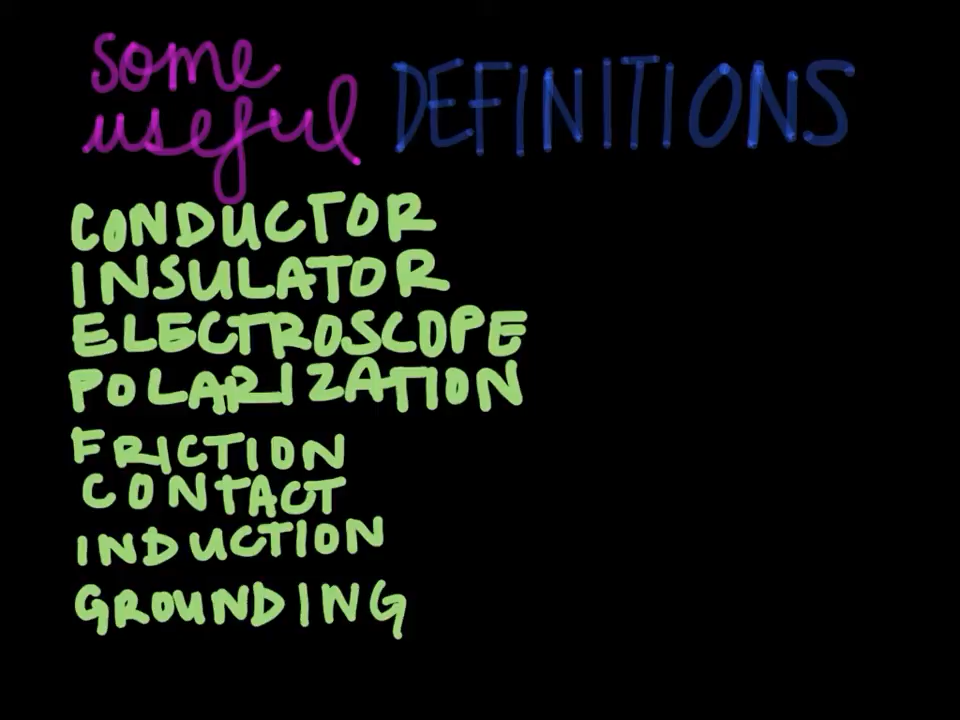 some
useful DEFINITIONS
CONDUCTOR
INSULATOR
ELECTROSCOPE
POLARIZATION
FRICTION
CONTACT
INDUCTION
GROUNDING